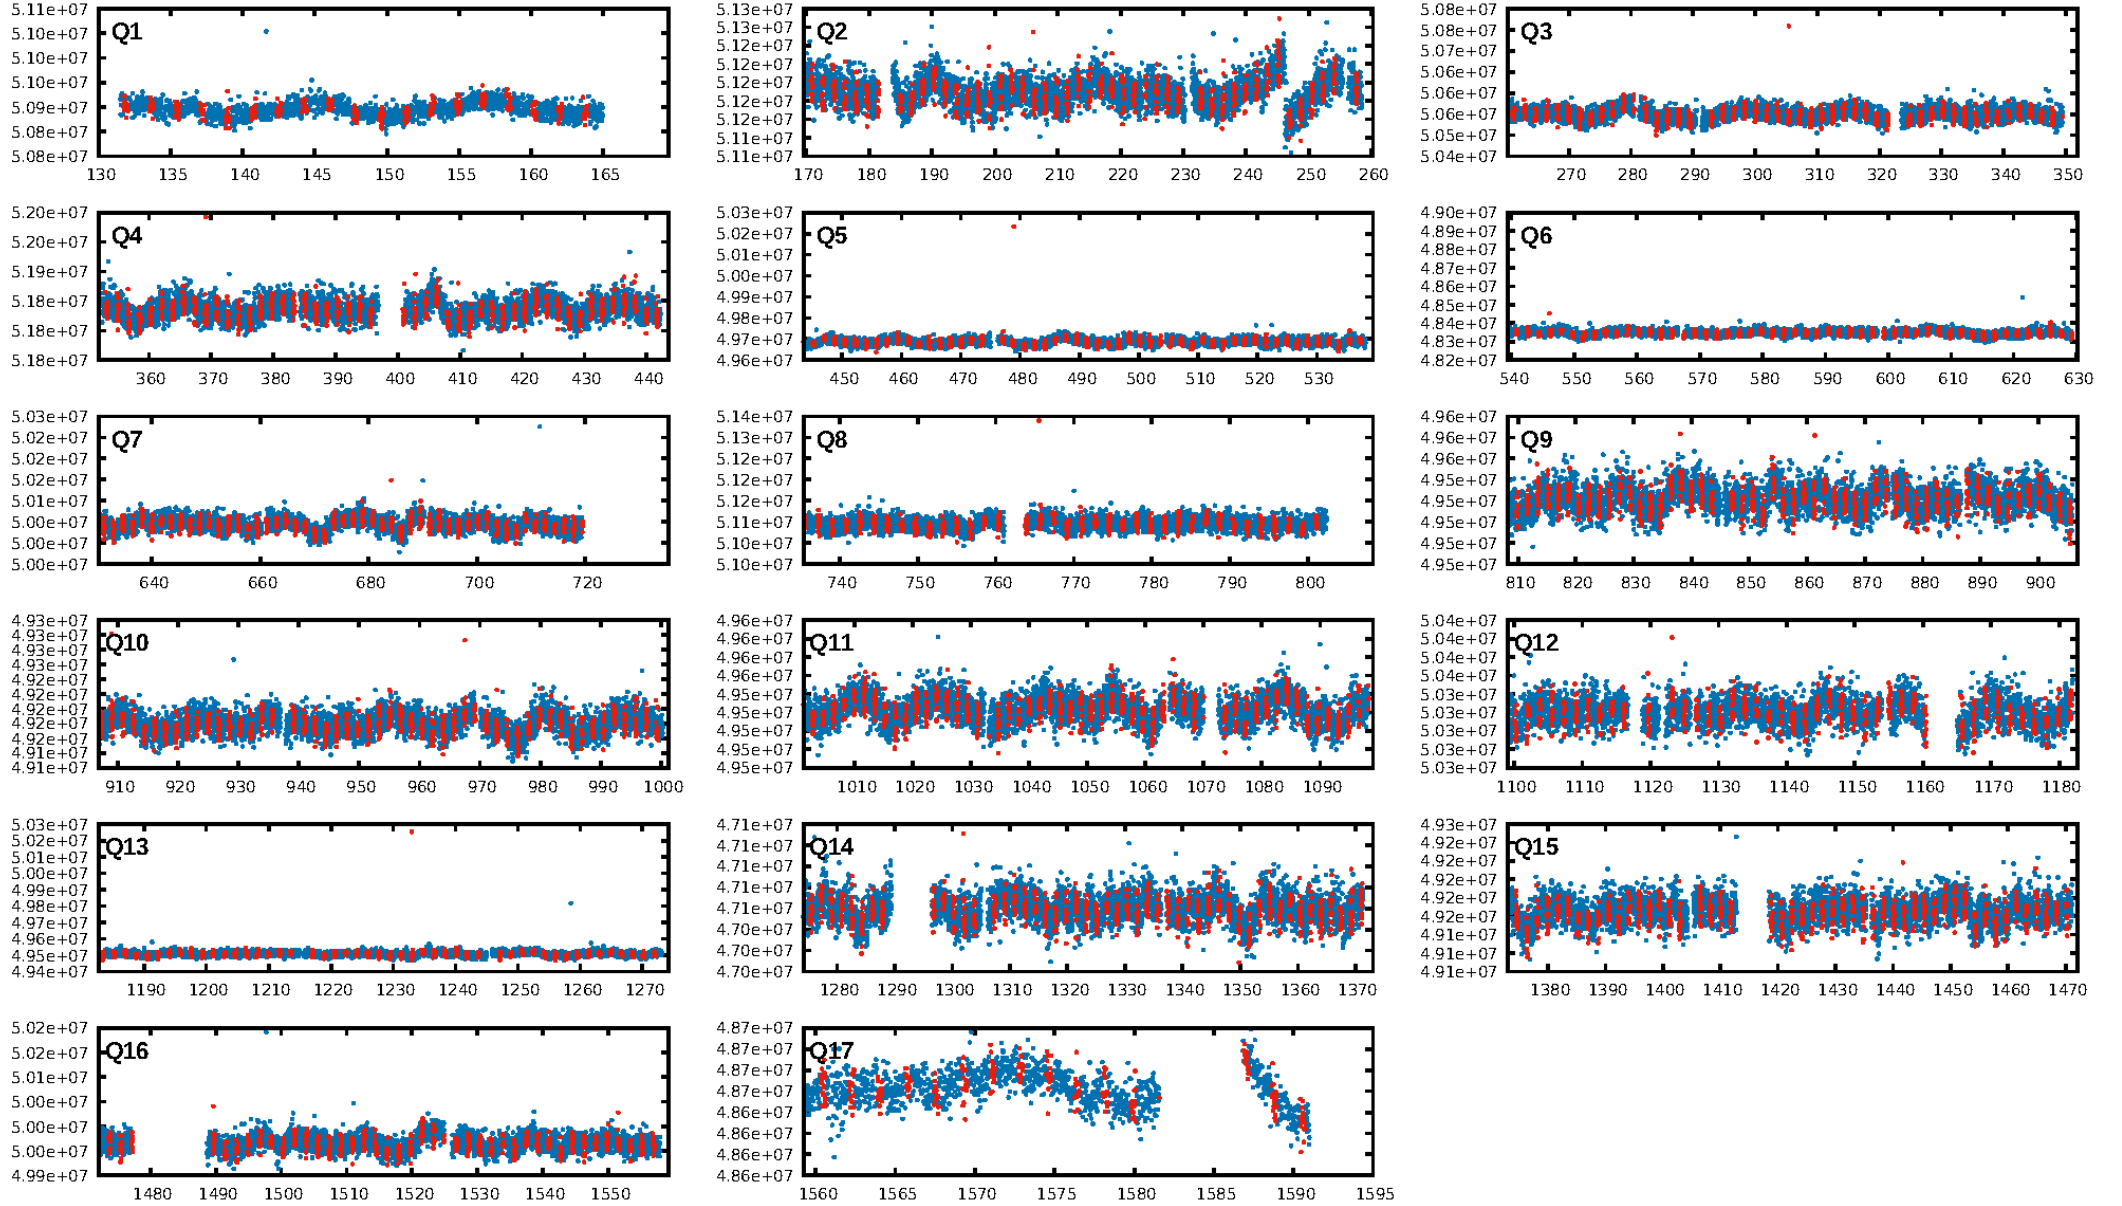 5.11e+07
5.10e+07
5.10e+07
5.10e+07
5.09e+07
5.08e+07
5.08e+07
Q1
130 135 140 145 150 155 160 165
5.13e+07
5.13e+07
5.12e+07
5.12e+07
5.12e+07
5.12e+07
5.12e+07
5.11e+07
5.11e+07
Q2
170 180 190 200 210 220 230 240 250 260
5.08e+07
5.08e+07
5.07e+07
5.06e+07
5.06e+07
5.06e+07
5.05e+07
5.04e+07
Q3
270 280 290 300 310 320 330 340 350
5.20e+07
5.20e+07
5.19e+07
5.18e+07
5.18e+07
5.18e+07
Q4
360 370 380 390 400 410 420 430 440
5.03e+07
5.02e+07
5.01e+07
5.00e+07
4.99e+07
4.98e+07
4.97e+07
4.96e+07
Q5
450 460 470 480 490 500 510 520 530
4.90e+07
4.89e+07
4.88e+07
4.87e+07
4.86e+07
4.85e+07
4.84e+07
4.83e+07
4.82e+07
Q6
540 550 560 570 580 590 600 610 620 630
5.03e+07
5.02e+07
5.02e+07
5.02e+07
5.01e+07
5.00e+07
5.00e+07
5.00e+07
Q7
640 660 680 700 720
5.14e+07
5.13e+07
5.12e+07
5.12e+07
5.12e+07
5.11e+07
5.10e+07
5.10e+07
Q8
740 750 760 770 780 790 800
4.96e+07
4.96e+07
4.96e+07
4.95e+07
4.95e+07
4.95e+07
4.95e+07
4.95e+07
Q9
810 820 830 840 850 860 870 880 890 900
4.93e+07
4.93e+07
4.93e+07
4.93e+07
4.92e+07
4.92e+07
4.92e+07
4.92e+07
4.92e+07
4.91e+07
4.91e+07
Q10
910 920 930 940 950 960 970 980 990 1000
4.96e+07
4.96e+07
4.96e+07
4.96e+07
4.95e+07
4.95e+07
4.95e+07
4.95e+07
4.95e+07
Q11
1010 1020 1030 1040 1050 1060 1070 1080 1090
5.04e+07
5.04e+07
5.04e+07
5.04e+07
5.03e+07
5.03e+07
5.03e+07
5.03e+07
5.03e+07
Q12
1100 1110 1120 1130 1140 1150 1160 1170 1180
5.03e+07
5.02e+07
5.01e+07
5.00e+07
4.99e+07
4.98e+07
4.97e+07
4.96e+07
4.95e+07
4.94e+07
Q13
1190 1200 1210 1220 1230 1240 1250 1260 1270
4.71e+07
4.71e+07
4.71e+07
4.71e+07
4.71e+07
4.70e+07
4.70e+07
4.70e+07
Q14
1280 1290 1300 1310 1320 1330 1340 1350 1360 1370
4.93e+07
4.92e+07
4.92e+07
4.92e+07
4.92e+07
4.92e+07
4.91e+07
4.91e+07
4.91e+07
Q15
1380 1390 1400 1410 1420 1430 1440 1450 1460 1470
5.02e+07
5.02e+07
5.01e+07
5.00e+07
5.00e+07
5.00e+07
4.99e+07
Q16
1480 1490 1500 1510 1520 1530 1540 1550
4.87e+07
4.87e+07
4.87e+07
4.87e+07
4.86e+07
4.86e+07
4.86e+07
4.86e+07
Q17
1560 1565 1570 1575 1580 1585 1590 1595